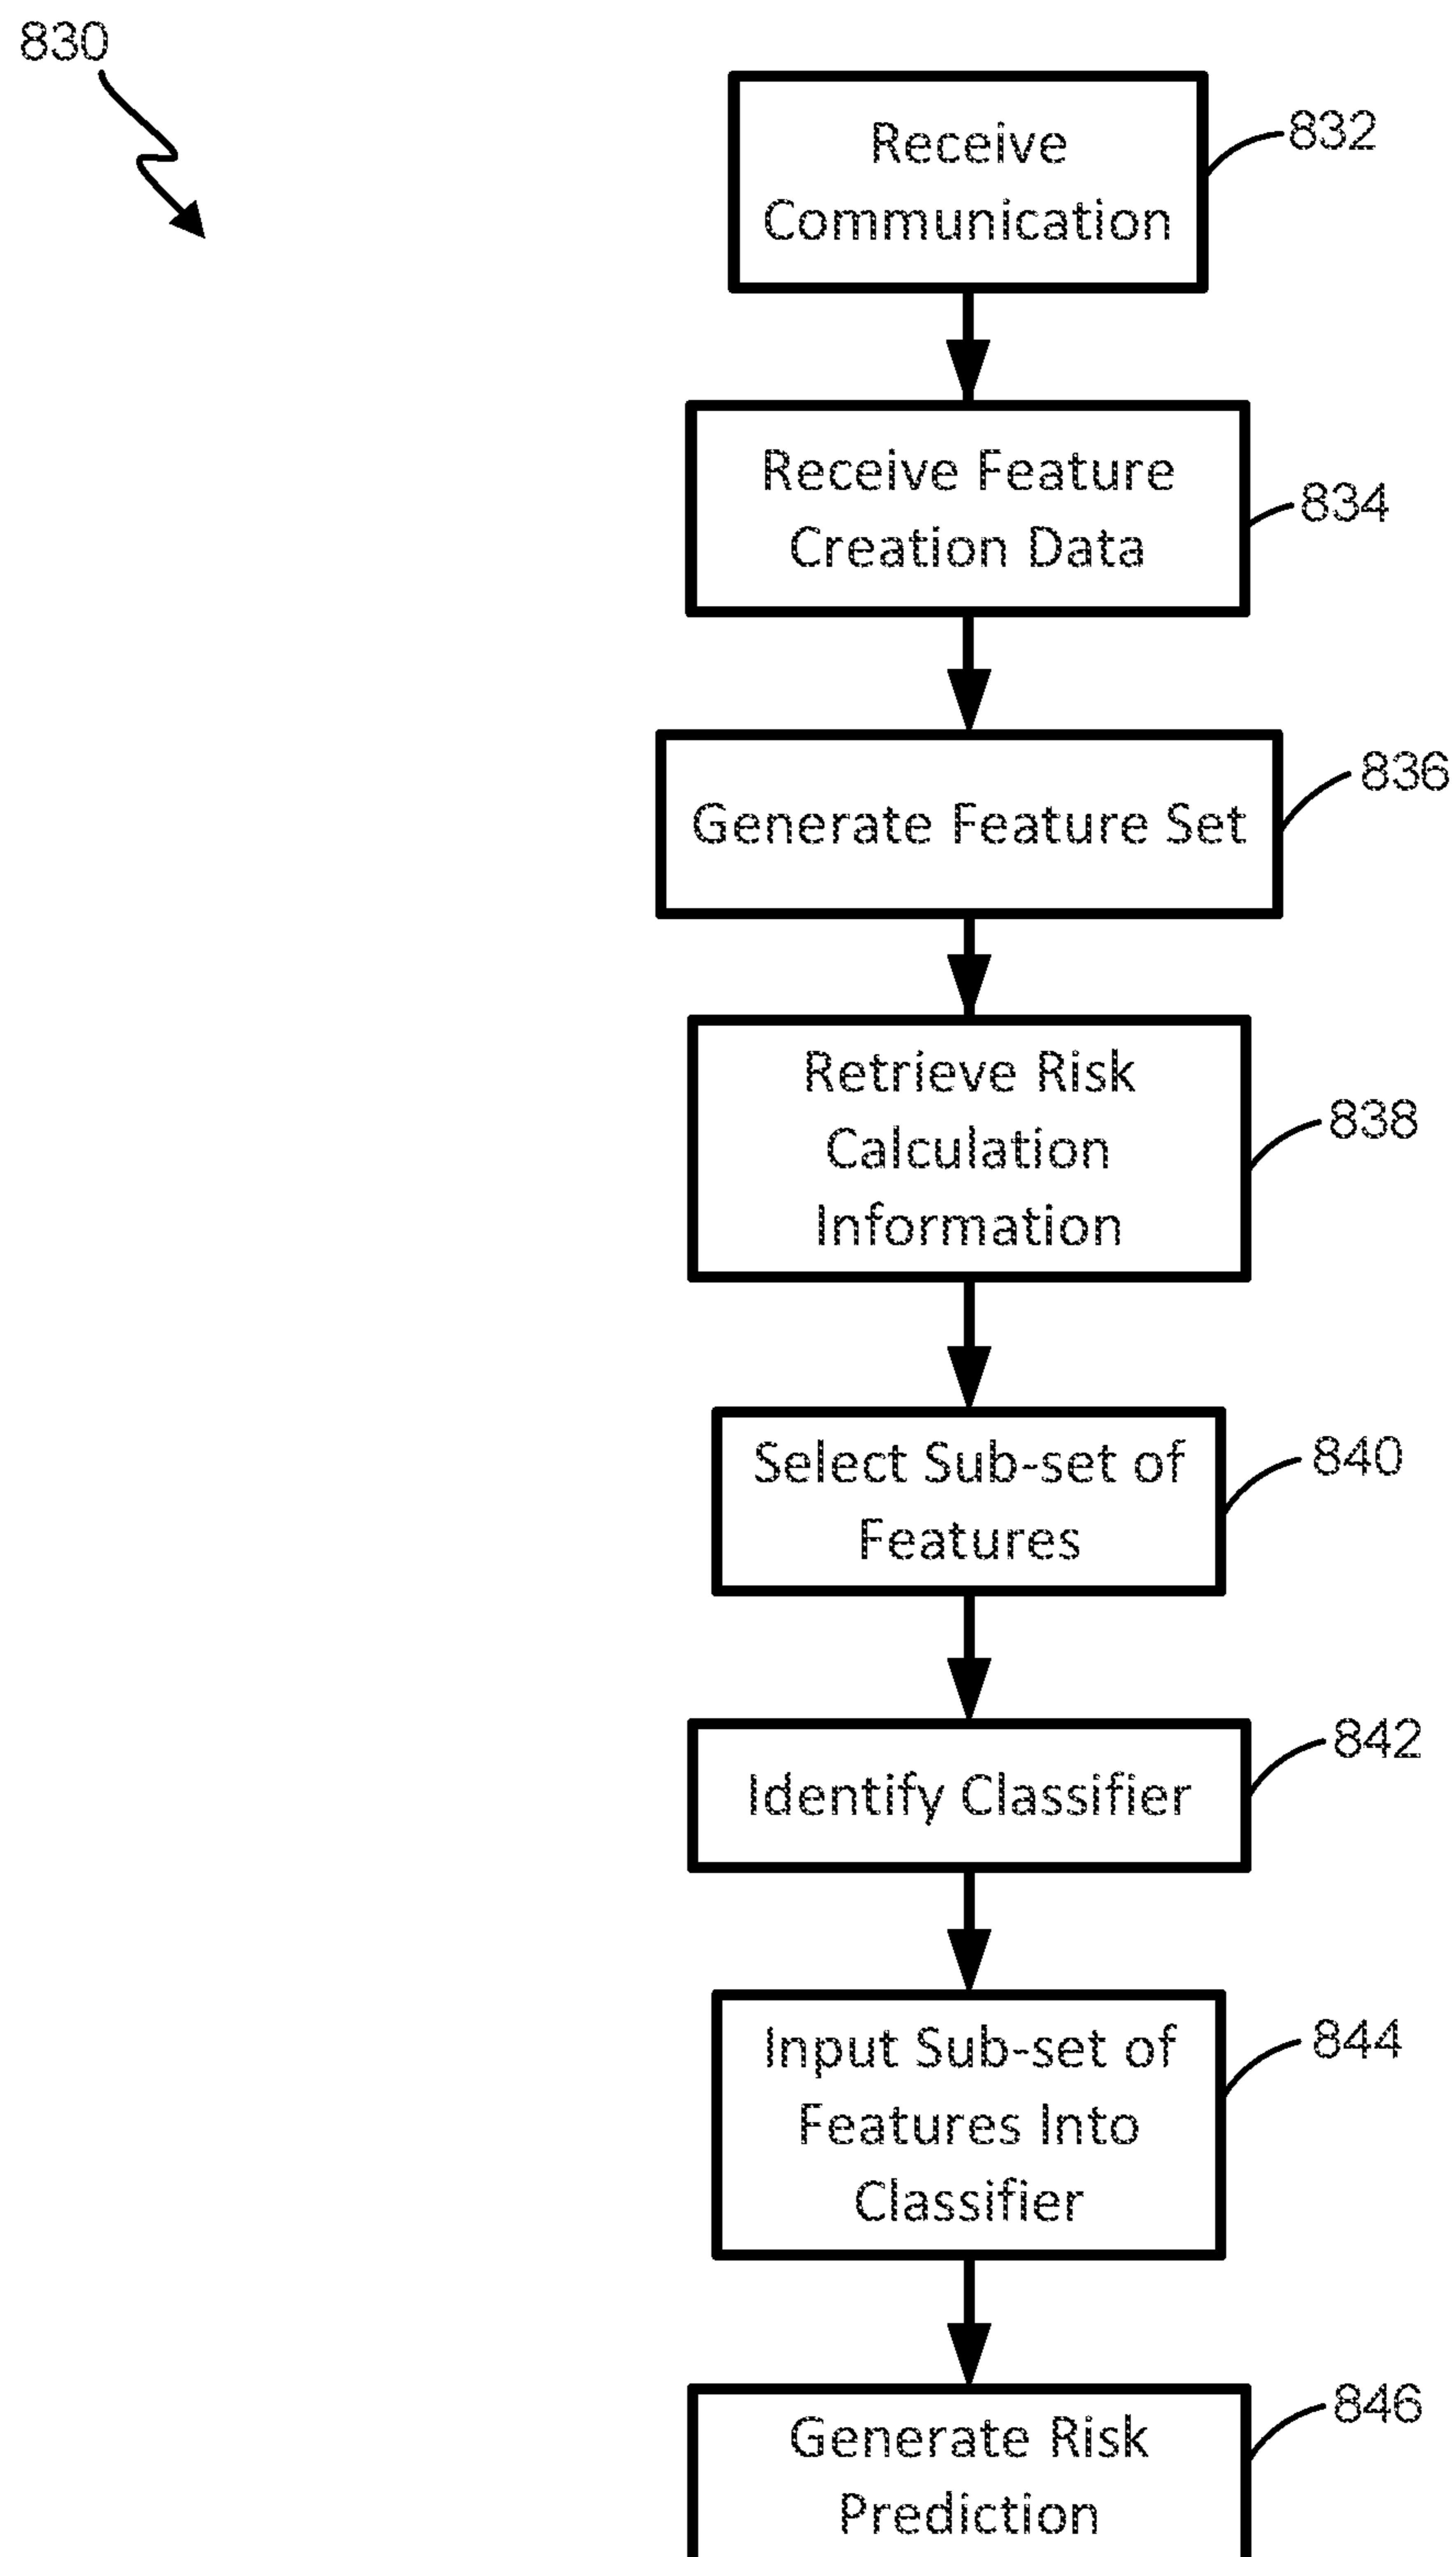 830
Receive
Communication
832
Receive Feature
Creation Data
834
Generate Feature Set
836
Retrieve Risk
Calculation
Information
838
Select Sub-set of
Features
840
Identify Classifier
842
Input Sub-set of
Features Into
Classifier
844
Generate Risk
Prediction
846